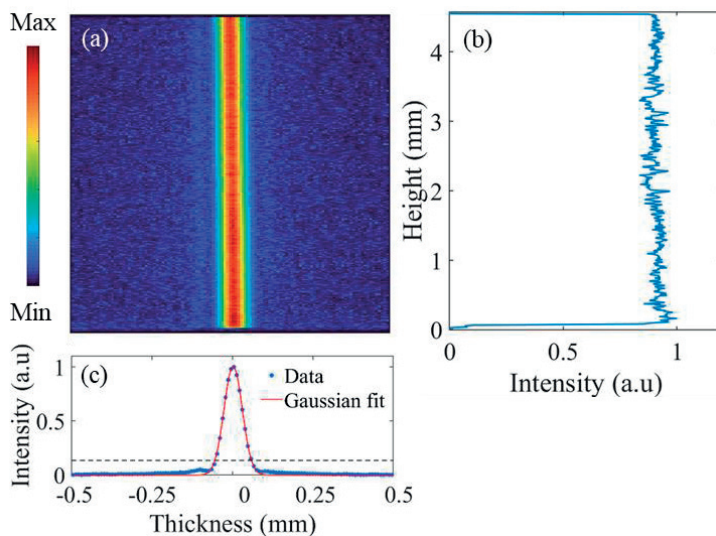 Max
Min
(a)
(b)
4
3
2
1
0
Height (mm)
0
0.5
1
Intensity (a.u)
(c)
Data
Gaussian fit
1
0.5
0
Intensity (a.u)
-0.5
-0.25
0
0.25
0.5
Thickness (mm)